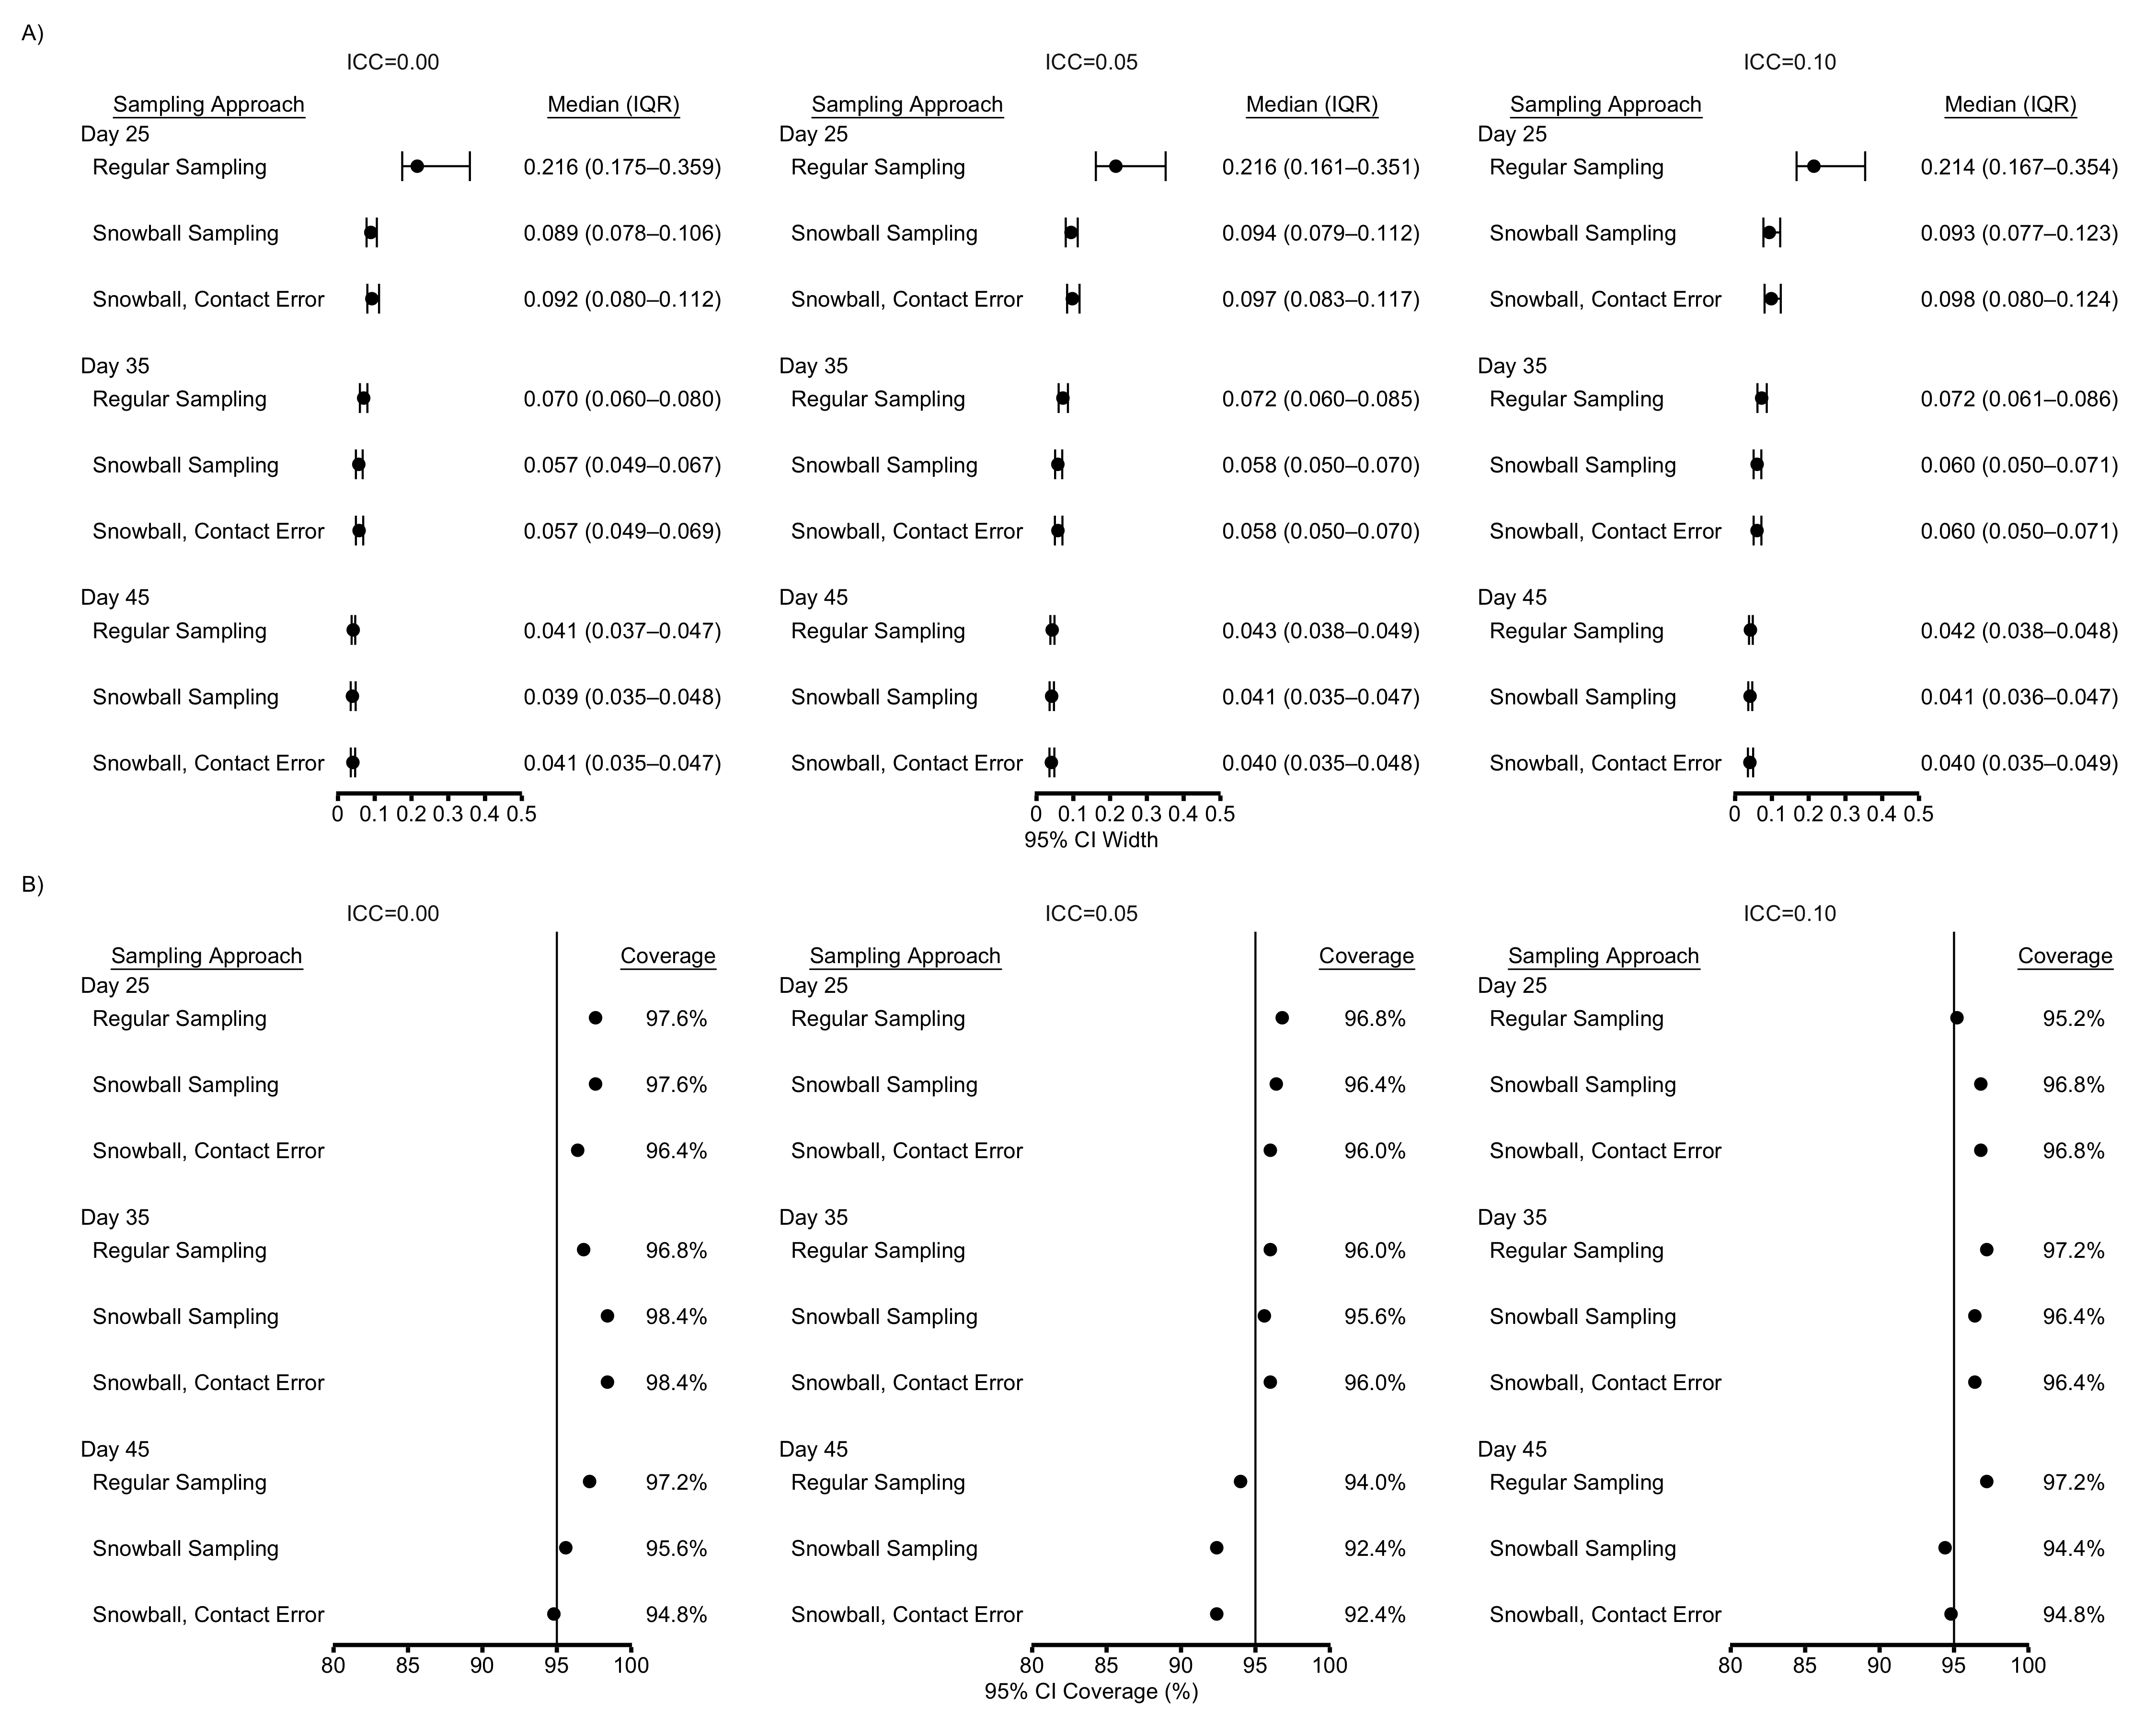 A)
ICC=0.00 ICC=0.05 ICC=0.10
Sampling Approach Median (IQR) Sampling Approach Median (IQR) Sampling Approach Median (IQR)
Day 25 Day 25 Day 25
Regular Sampling 0.216 (0.175–0.359) Regular Sampling 0.216 (0.161–0.351) Regular Sampling 0.214 (0.167–0.354)
Snowball Sampling 0.089 (0.078–0.106) Snowball Sampling 0.094 (0.079–0.112) Snowball Sampling 0.093 (0.077–0.123)
Snowball, Contact Error 0.092 (0.080–0.112) Snowball, Contact Error 0.097 (0.083–0.117) Snowball, Contact Error 0.098 (0.080–0.124)
Day 35 Day 35 Day 35
Regular Sampling 0.070 (0.060–0.080) Regular Sampling 0.072 (0.060–0.085) Regular Sampling 0.072 (0.061–0.086)
Snowball Sampling 0.057 (0.049–0.067) Snowball Sampling 0.058 (0.050–0.070) Snowball Sampling 0.060 (0.050–0.071)
Snowball, Contact Error 0.057 (0.049–0.069) Snowball, Contact Error 0.058 (0.050–0.070) Snowball, Contact Error 0.060 (0.050–0.071)
Day 45 Day 45 Day 45
Regular Sampling 0.041 (0.037–0.047) Regular Sampling 0.043 (0.038–0.049) Regular Sampling 0.042 (0.038–0.048)
Snowball Sampling 0.039 (0.035–0.048) Snowball Sampling 0.041 (0.035–0.047) Snowball Sampling 0.041 (0.036–0.047)
Snowball, Contact Error 0.041 (0.035–0.047) Snowball, Contact Error 0.040 (0.035–0.048) Snowball, Contact Error 0.040 (0.035–0.049)
0 0.1 0.2 0.3 0.4 0.5 0 0.1 0.2 0.3 0.4 0.5 0 0.1 0.2 0.3 0.4 0.5
95% CI Width
B)
ICC=0.00 ICC=0.05 ICC=0.10
Sampling Approach Coverage Sampling Approach Coverage Sampling Approach Coverage
Day 25 Day 25 Day 25
Regular Sampling 97.6% Regular Sampling 96.8% Regular Sampling 95.2%
Snowball Sampling 97.6% Snowball Sampling 96.4% Snowball Sampling 96.8%
Snowball, Contact Error 96.4% Snowball, Contact Error 96.0% Snowball, Contact Error 96.8%
Day 35 Day 35 Day 35
Regular Sampling 96.8% Regular Sampling 96.0% Regular Sampling 97.2%
Snowball Sampling 98.4% Snowball Sampling 95.6% Snowball Sampling 96.4%
Snowball, Contact Error 98.4% Snowball, Contact Error 96.0% Snowball, Contact Error 96.4%
Day 45 Day 45 Day 45
Regular Sampling 97.2% Regular Sampling 94.0% Regular Sampling 97.2%
Snowball Sampling 95.6% Snowball Sampling 92.4% Snowball Sampling 94.4%
Snowball, Contact Error 94.8% Snowball, Contact Error 92.4% Snowball, Contact Error 94.8%
80 85 90 95 100 80 85 90 95 100 80 85 90 95 100
95% CI Coverage (%)